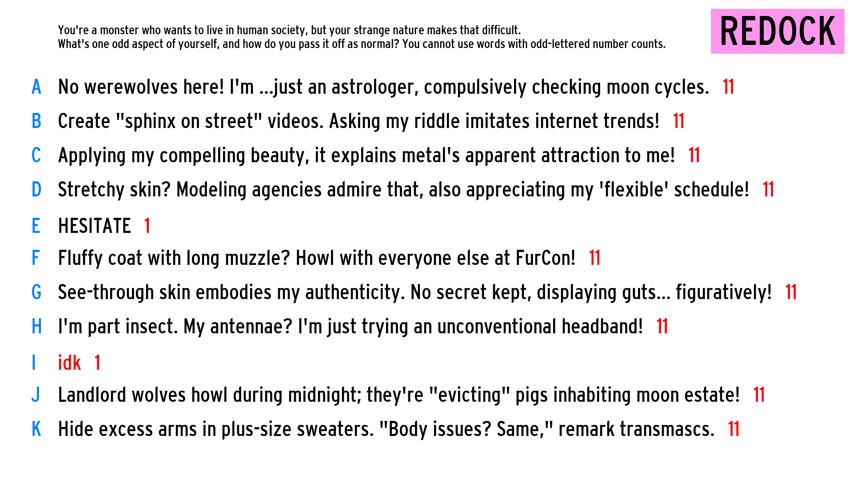 You're a monster who wants to live in human society, but your strange nature makes that difficult.
What's one odd aspect of yourself, and how do you pass it off as normal? You cannot use words with odd-lettered number counts.
REDOCK
A No werewolves here! I'm ...just an astrologer, compulsively checking moon cycles. 11
B Create "sphinx on street" videos. Asking my riddle imitates internet trends! 11
C Applying my compelling beauty, it explains metal's apparent attraction to me! 11
D Stretchy skin? Modeling agencies admire that, also appreciating my 'flexible' schedule! 11
E HESITATE 1
F Fluffy coat with long muzzle? Howl with everyone else at FurCon! 11
G See-through skin embodies my authenticity. No secret kept, displaying guts... figuratively! 11
H I'm part insect. My antennae? I'm just trying an unconventional headband! 11
I idk 1
J Landlord wolves howl during midnight; they're "evicting" pigs inhabiting moon estate! 11
K Hide excess arms in plus-size sweaters. "Body issues? Same," remark transmascs. 11